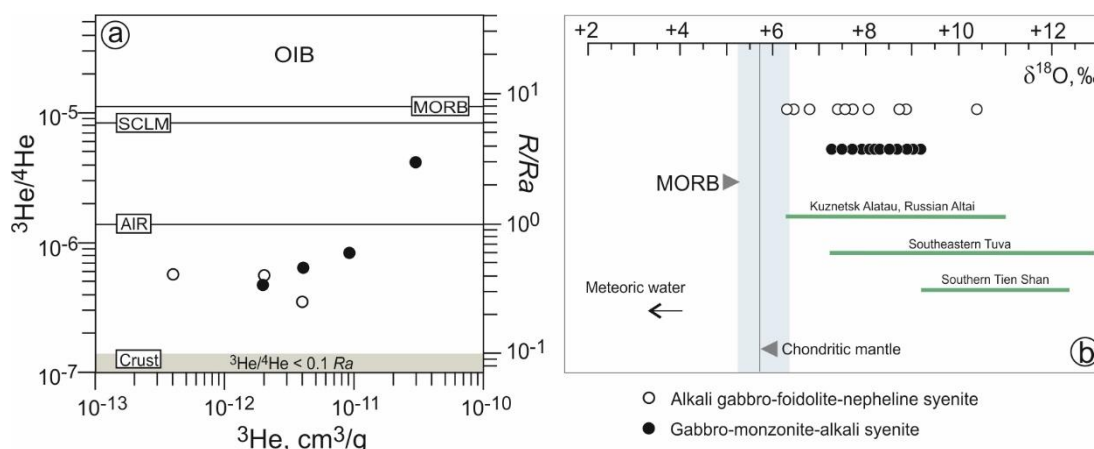 a
OIB
MORB
SCLM
AIR
Crust
³He/⁴He < 0.1 Ra
10⁻⁵
10⁻⁶
10⁻⁷
³He/⁴He
10¹
10⁰
10⁻¹
R/Ra
10⁻¹³
10⁻¹²
10⁻¹¹
10⁻¹⁰
³He, cm³/g
+2 +4 +6 +8 +10 +12
δ¹⁸O, ‰
MORB
Kuznetsk Alatau, Russian Altai
Southeastern Tuva
Southern Tien Shan
Meteoric water
Chondritic mantle
b
Alkali gabbro-foidolite-nepheline syenite
Gabbro-monzonite-alkali syenite